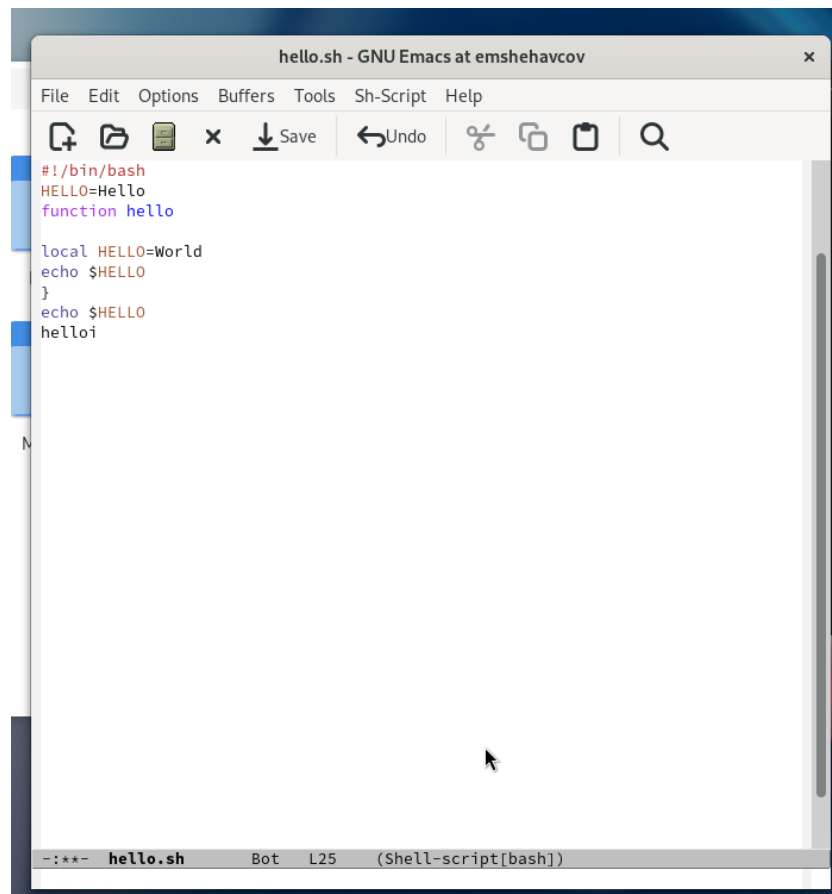 hello.sh - GNU Emacs at emshehavcov ×
File Edit Options Buffers Tools Sh-Script Help
Save Undo
#!/bin/bash
HELLO=Hello
function hello
local HELLO=World
echo $HELLO
}
echo $HELLO
helloi
-:**- hello.sh Bot L25 (Shell-script[bash])